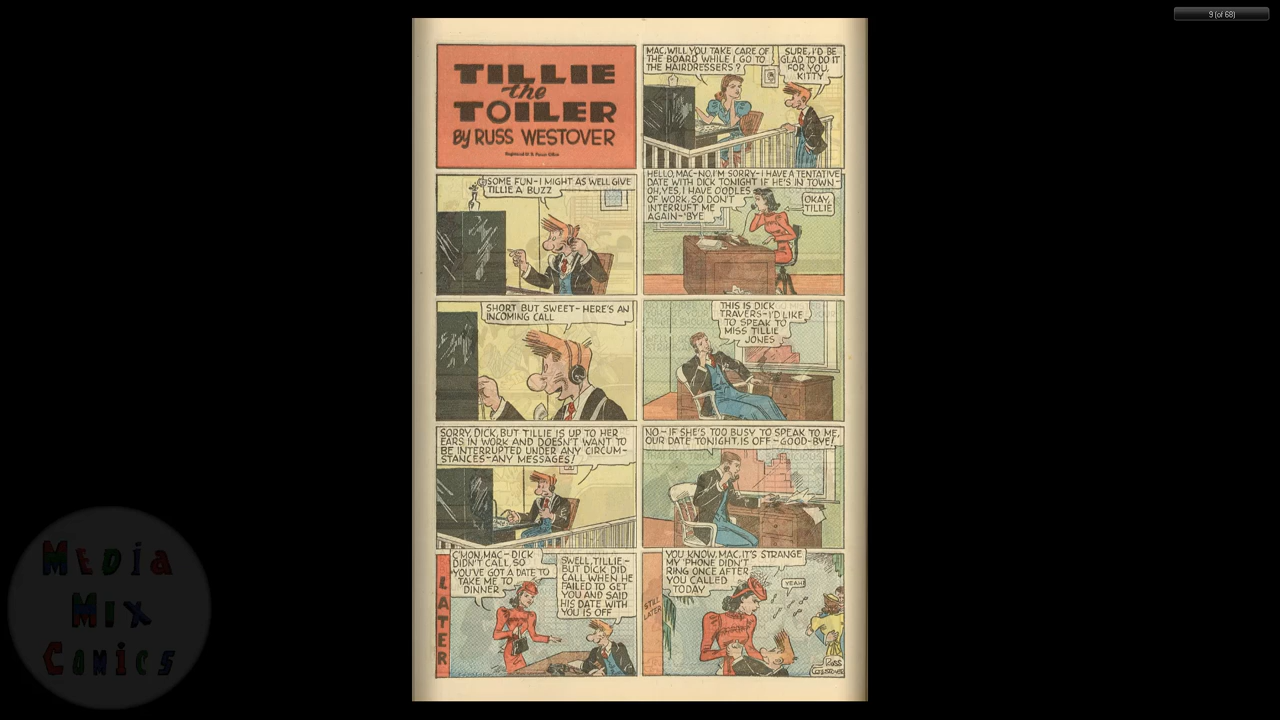 9 (of 68)
TILLIE
the
TOILER
by RUSS WESTOVER
Registered U. S. Patent Office
MAC, WILL YOU TAKE CARE OF
THE BOARD WHILE I GO TO
THE HAIRDRESSERS?
SURE, I'D BE
GLAD TO DO IT
FOR YOU,
KITTY
SOME FUN-I MIGHT AS WELL GIVE
TILLIE A BUZZ
HELLO, MAC-NO, I'M SORRY-I HAVE A TENTATIVE
DATE WITH DICK TONIGHT IF HE'S IN TOWN-
OH, YES, I HAVE OODLES
OF WORK, SO DON'T
INTERRUPT ME
AGAIN-'BYE
OKAY,
TILLIE
SHORT BUT SWEET-HERE'S AN
INCOMING CALL
THIS IS DICK
TRAVERS-I'D LIKE
TO SPEAK TO
MISS TILLIE
JONES
SORRY, DICK, BUT TILLIE IS UP TO HER
EARS IN WORK AND DOESN'T WANT TO
BE INTERRUPTED UNDER ANY CIRCUM-
STANCES-ANY MESSAGES?
NO-IF SHE'S TOO BUSY TO SPEAK TO ME,
OUR DATE TONIGHT IS OFF-GOOD-BYE!
LATER
C'MON, MAC-DICK
DIDN'T CALL, SO
YOU'VE GOT A DATE TO
TAKE ME TO
DINNER
SWELL, TILLIE-
BUT DICK DID
CALL WHEN HE
FAILED TO GET
YOU AND SAID
HIS DATE WITH
YOU IS OFF
STILL
LATER
YOU KNOW, MAC, IT'S STRANGE
MY 'PHONE DIDN'T
RING ONCE AFTER
YOU CALLED
TODAY
YEAH!
RUSS
WESTOVER
MEDIA
MIX
COMICS